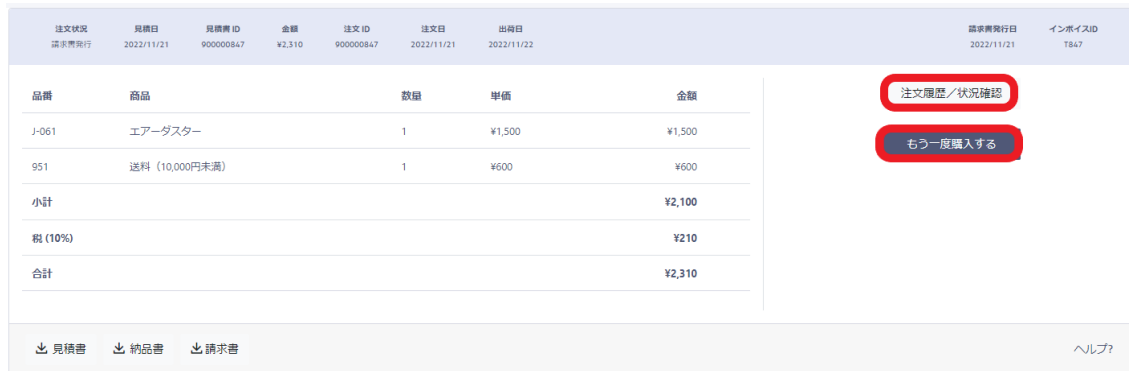 注文状況 見積日 見積書 ID 金額 注文 ID 注文日 出荷日 請求書発行日 インボイスID
請求書発行 2022/11/21 900000847 ¥2,310 900000847 2022/11/21 2022/11/22 2022/11/21 T847
品番 商品 数量 単価 金額
J-061 エアーダスター 1 ¥1,500 ¥1,500
951 送料（10,000円未満） 1 ¥600 ¥600
小計 ¥2,100
税 (10%) ¥210
合計 ¥2,310
注文履歴／状況確認
もう一度購入する
見積書 納品書 請求書 ヘルプ?